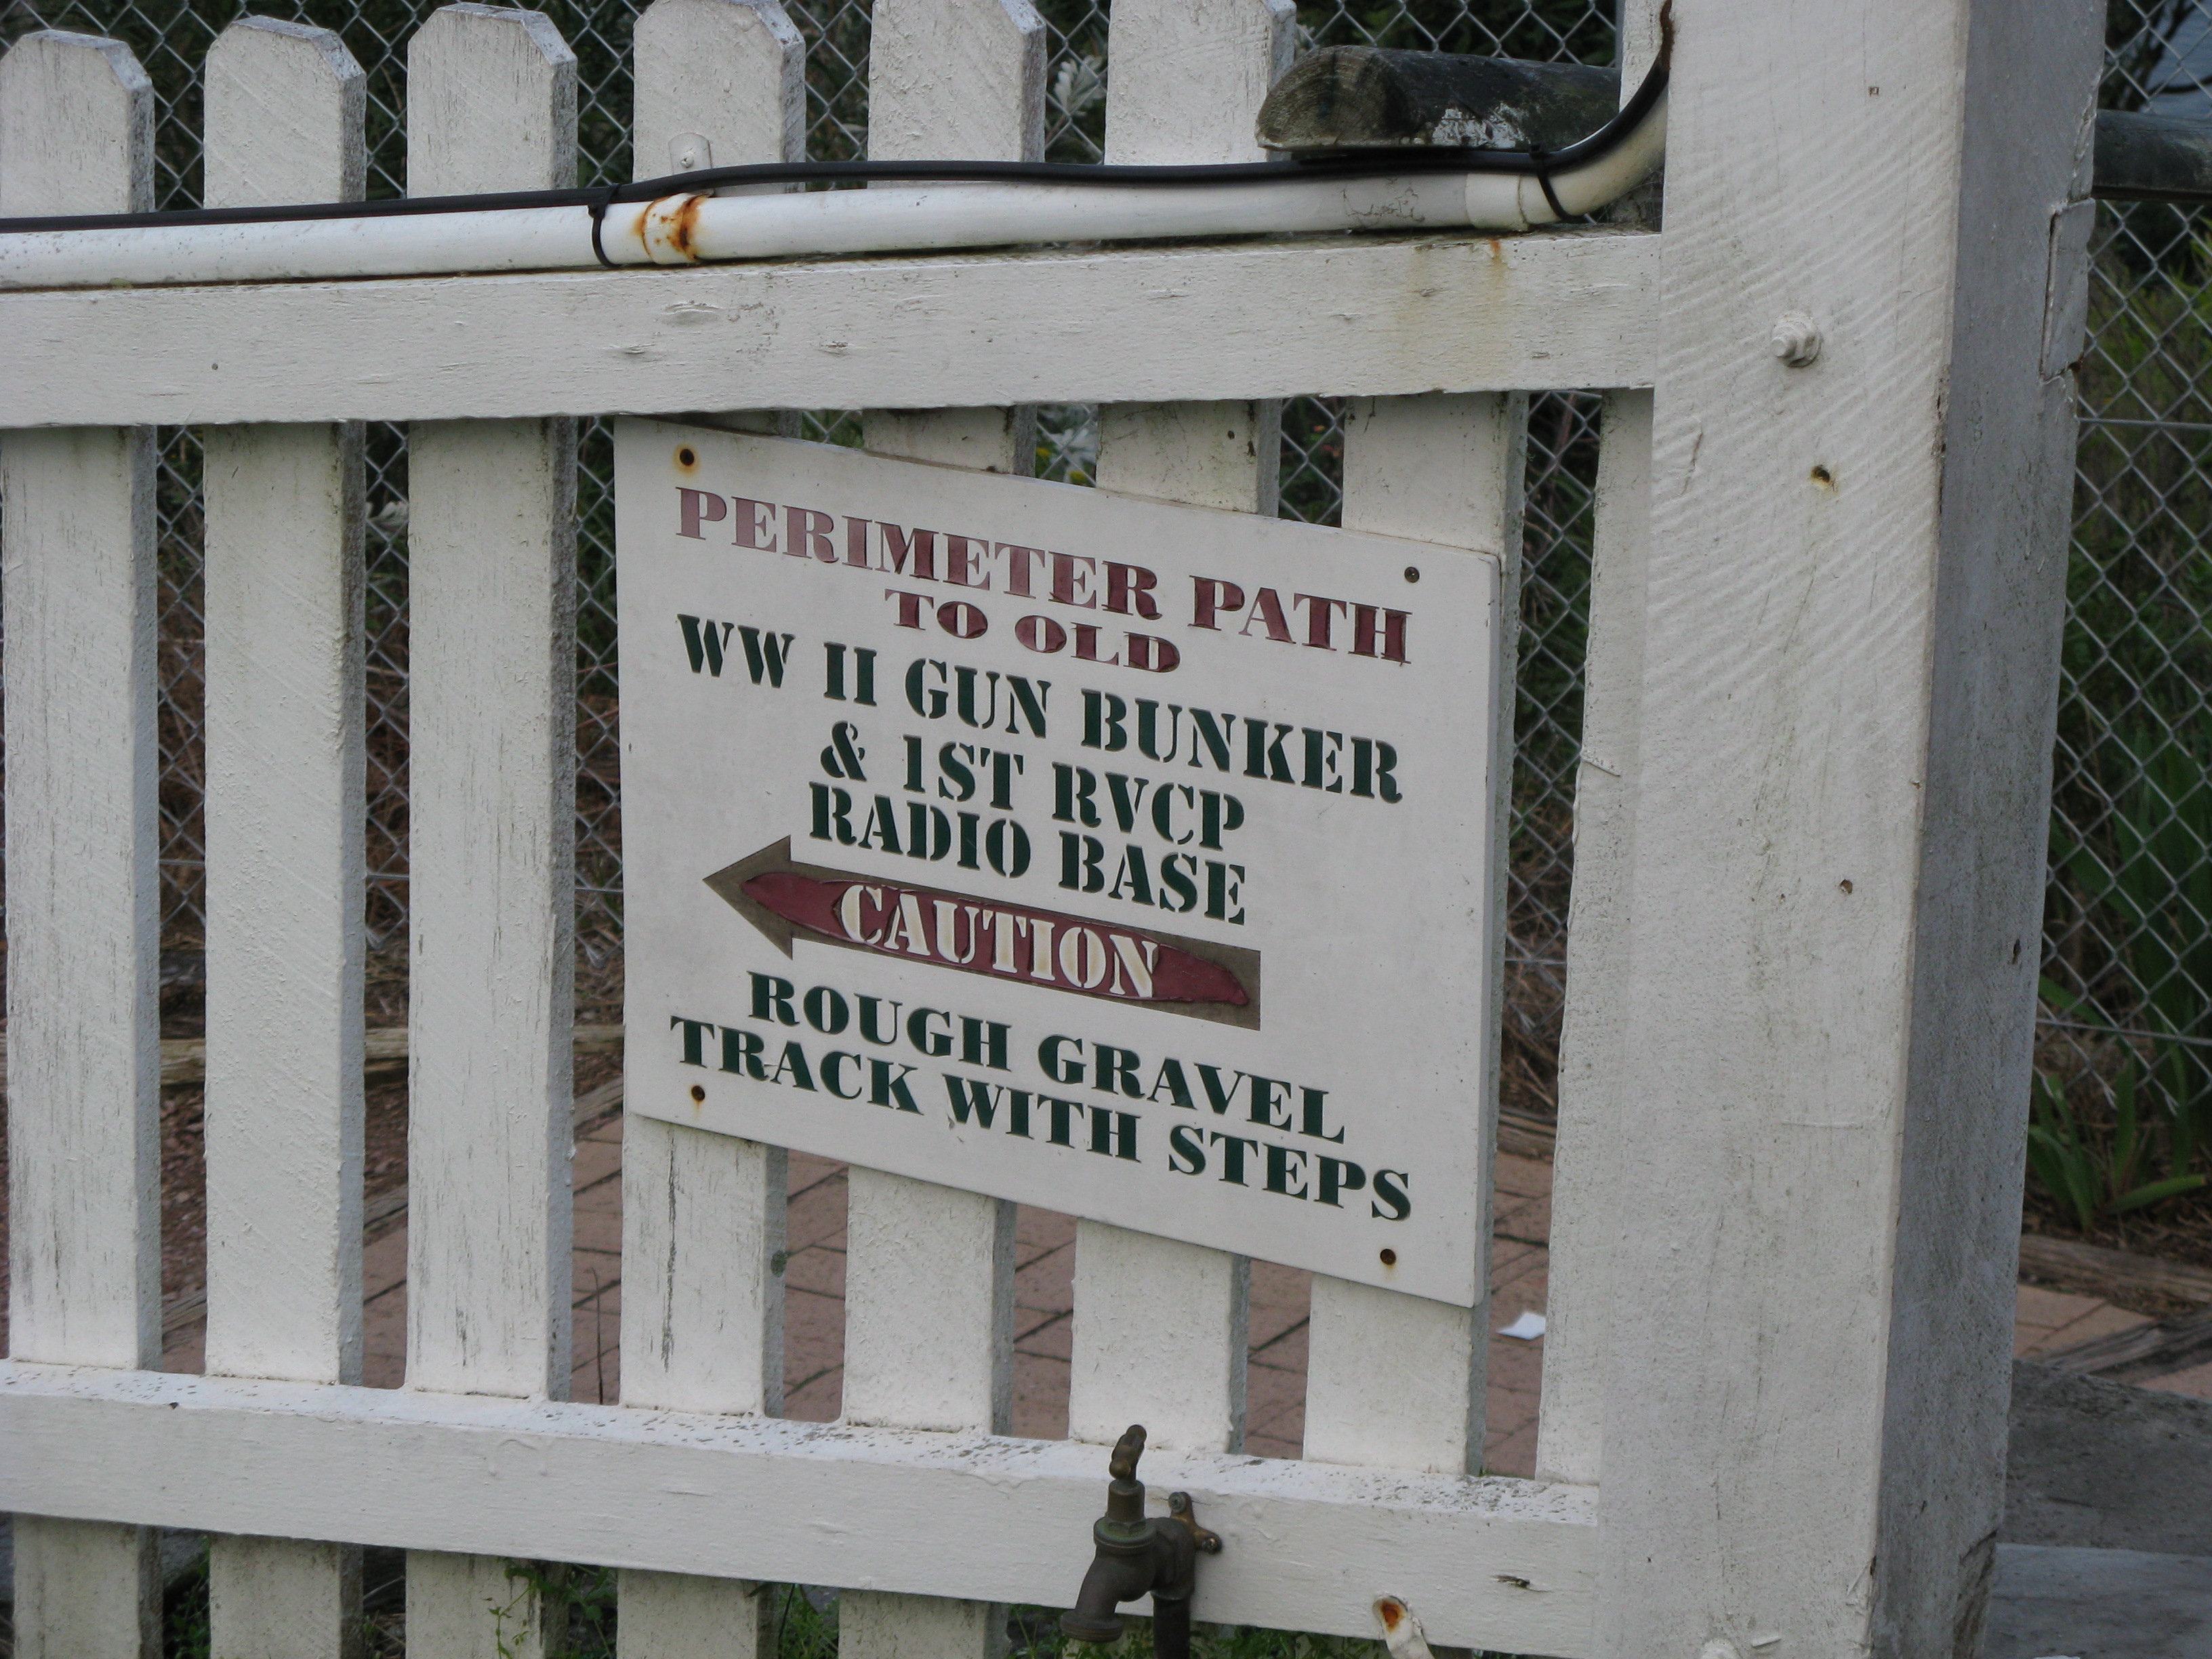 PERIMETER PATH
TO OLD
WW II GUN BUNKER
& 1ST RVCP
RADIO BASE
CAUTION
ROUGH GRAVEL
TRACK WITH STEPS